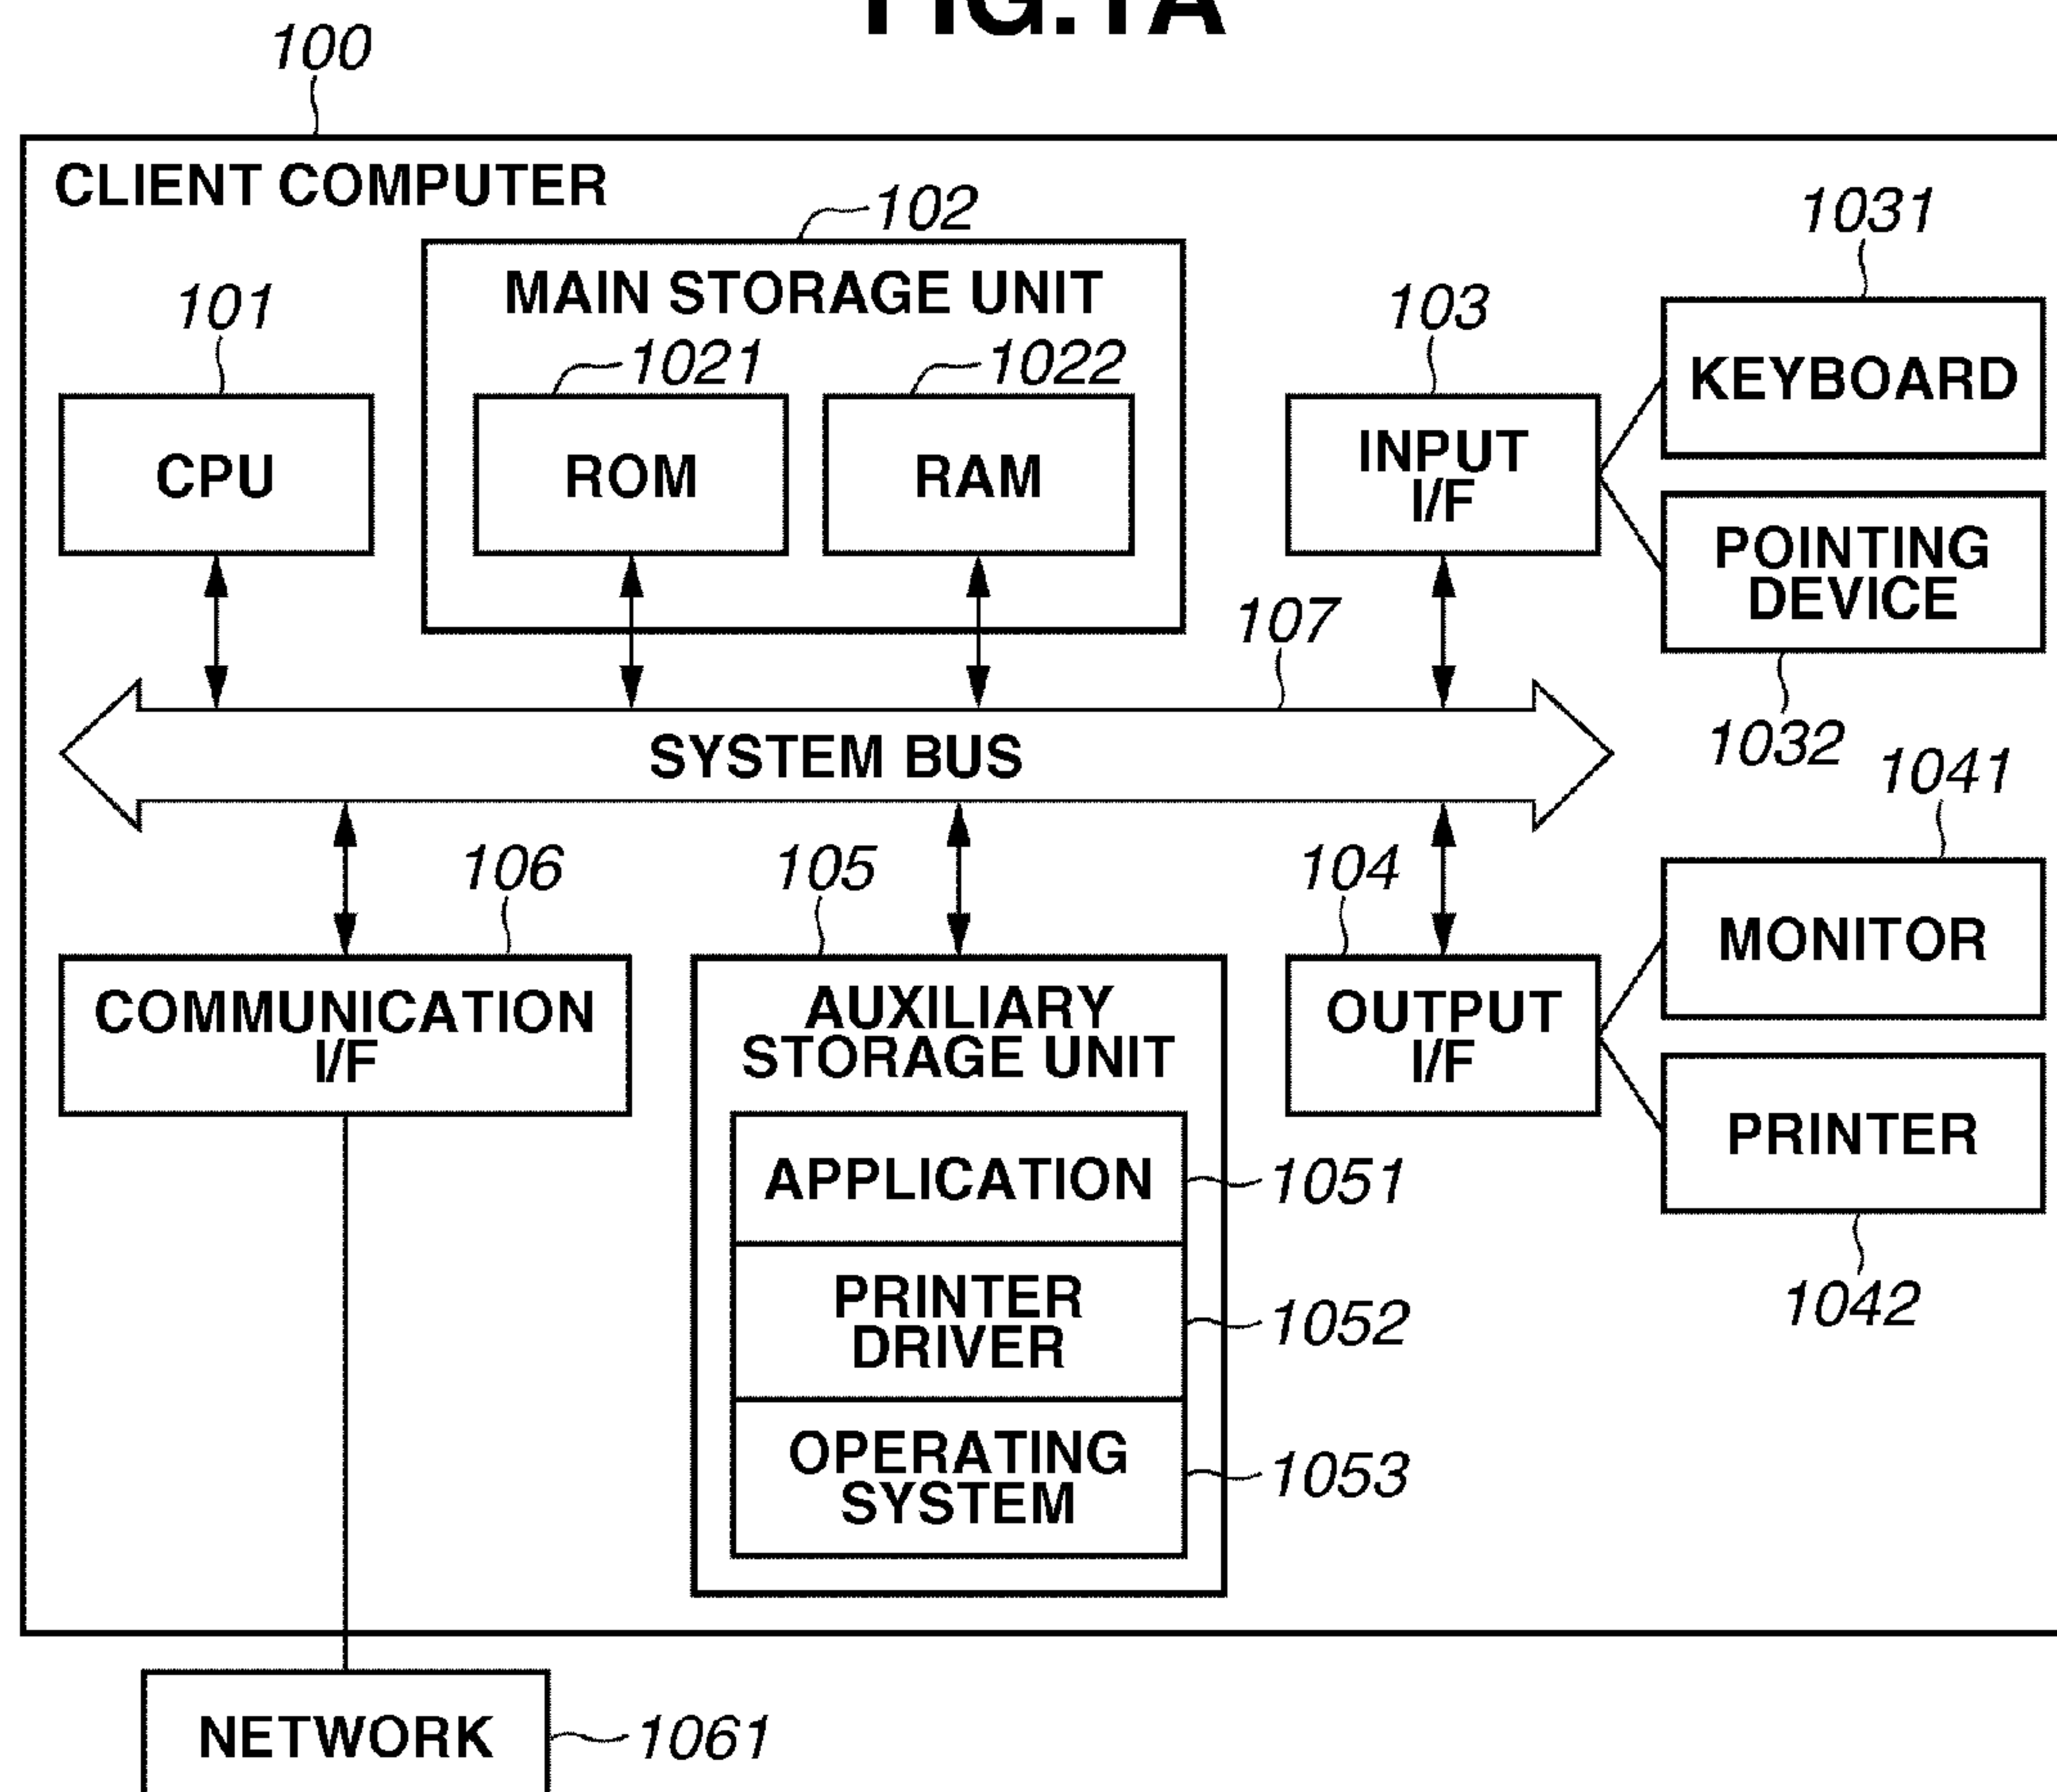 FIG.1A
100
CLIENT COMPUTER
102
MAIN STORAGE UNIT
1031
101
1021
1022
103
KEYBOARD
CPU
ROM
RAM
INPUT
I/F
POINTING
DEVICE
107
1032
SYSTEM BUS
1041
106
105
104
MONITOR
COMMUNICATION
I/F
AUXILIARY
STORAGE UNIT
OUTPUT
I/F
PRINTER
APPLICATION
1051
1042
PRINTER
DRIVER
1052
OPERATING
SYSTEM
1053
NETWORK
1061